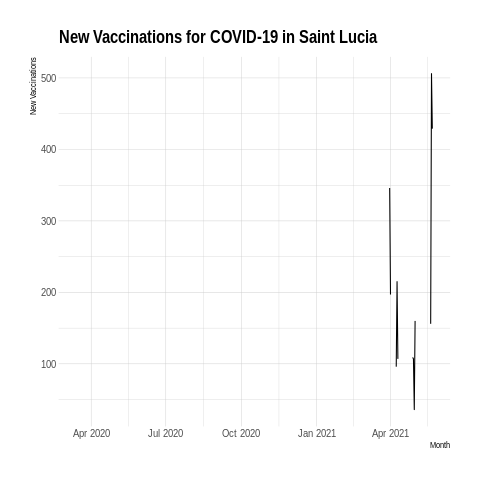 New Vaccinations for COVID-19 in Saint Lucia
New Vaccinations
500
400
300
200
100
Apr 2020 Jul 2020 Oct 2020 Jan 2021 Apr 2021
Month